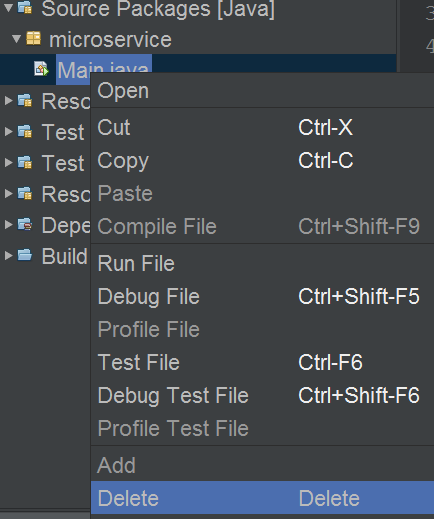 Source Packages [Java]
microservice
Main.java
Open
Reso
Cut Ctrl-X
Test
Copy Ctrl-C
Test
Paste
Reso
Compile File Ctrl+Shift-F9
Depe
Build
Run File
Debug File Ctrl+Shift-F5
Profile File
Test File Ctrl-F6
Debug Test File Ctrl+Shift-F6
Profile Test File
Add
Delete Delete
3
4